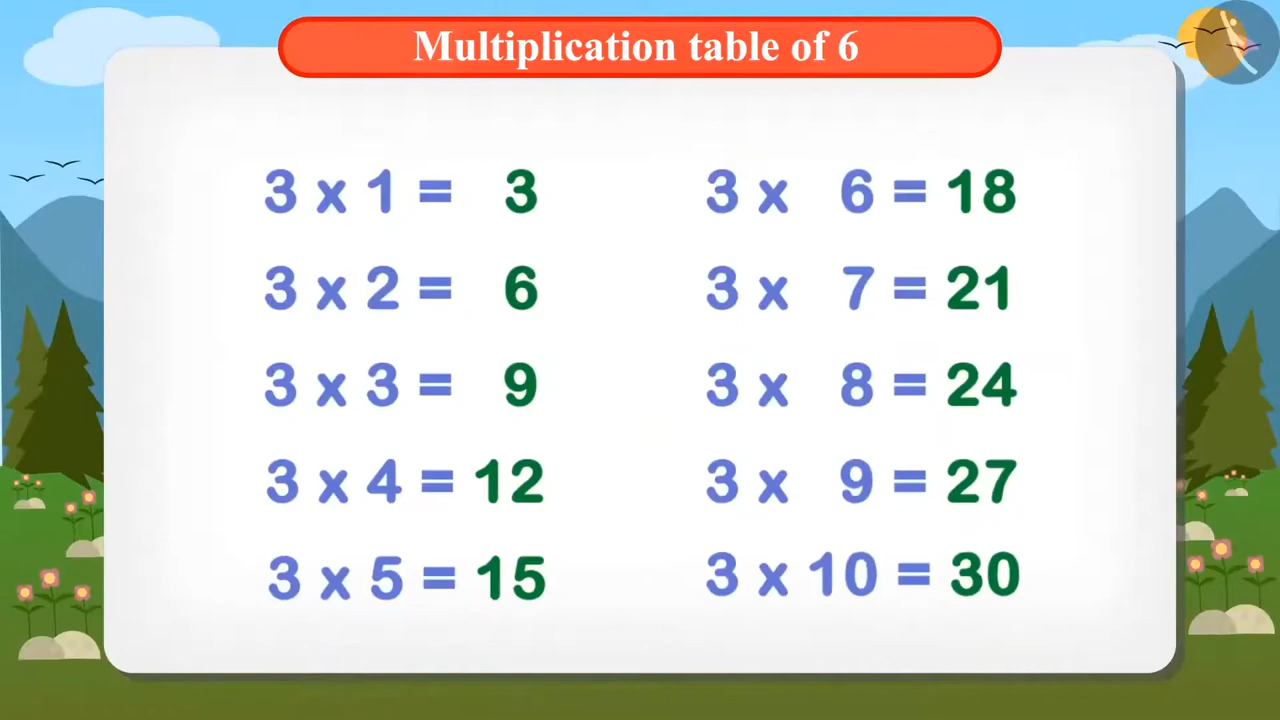 Multiplication table of 6
3 x 1 = 3
3 x 2 = 6
3 x 3 = 9
3 x 4 = 12
3 x 5 = 15
3 x 6 = 18
3 x 7 = 21
3 x 8 = 24
3 x 9 = 27
3 x 10 = 30